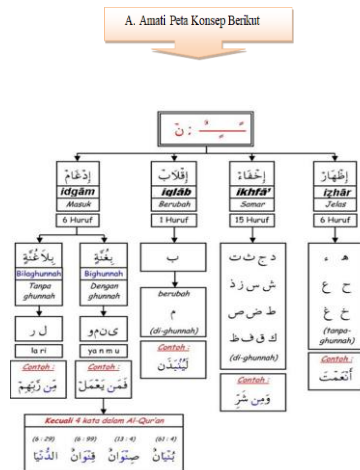 A. Amati Peta Konsep Berikut
إِدْغَامْ
idgām
Masuk
6 Huruf
إِقْلَابْ
iqlāb
Berubah
1 Huruf
إِخْفَاءْ
ikhfā'
Samar
15 Huruf
إِظْهَارْ
iẓhār
Jelas
6 Huruf
بِلَاغُنَّةٍ
Bilaghunnah
Tanpa
ghunnah
ل ر
la ri
Contoh :
مِن رَّبِّهِمْ
بِغُنَّةٍ
Bighunnah
Dengan
ghunnah
ى ن م و
ya n mu
Contoh :
فَمَن يَعْمَلْ
Kecuali 4 kata dalam Al-Qur'an
(6 : 29) (6 : 99) (13 : 4) (61 : 4)
الدُّنْيَا قِنْوَانٌ صِنْوَانٌ بُنْيَانٌ
ب
berubah
م
(di-ghunnah)
Contoh :
لَيُنۢبَذَنَّ
د ج ث ت
ش س ز ذ
ط ض ص
ك ق ف ظ
(di-ghunnah)
Contoh :
وَمِن شَرِّ
ه ء
ح ع
خ غ
(tanpa-
ghunnah)
Contoh :
أَنْعَمْتَ